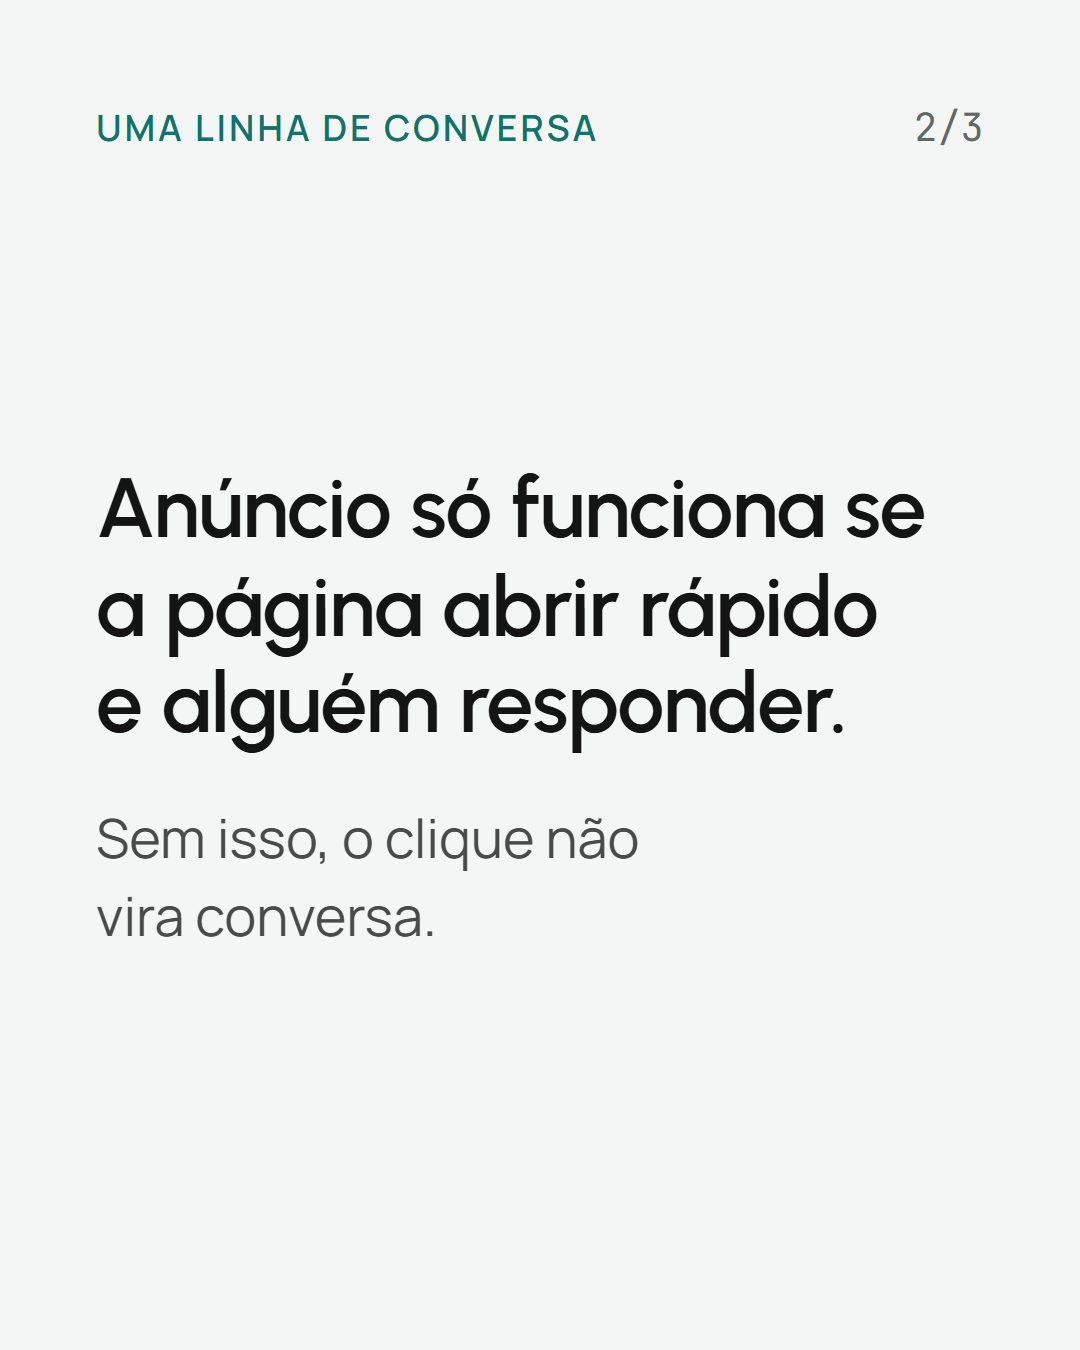 UMA LINHA DE CONVERSA
2/3
Anúncio só funciona se
a página abrir rápido
e alguém responder.
Sem isso, o clique não
vira conversa.